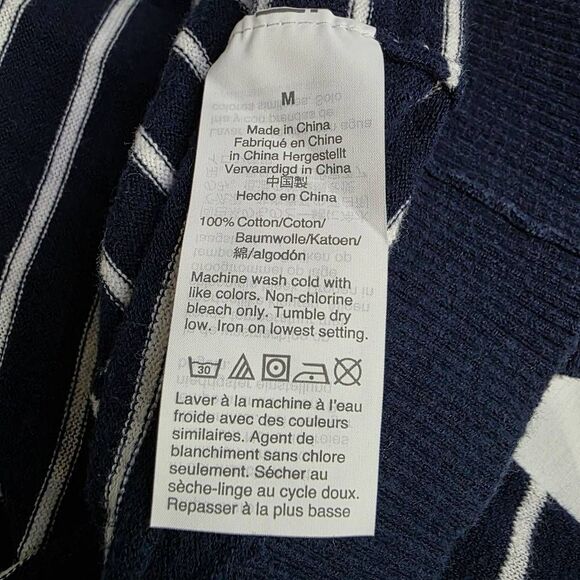 M
Made in China
Fabriqué en Chine
in China Hergestellt
Vervaardigd in China
中国製
Hecho en China
100% Cotton/Coton/
Baumwolle/Katoen/
綿/algodón
Machine wash cold with
like colors. Non-chlorine
bleach only. Tumble dry
low. Iron on lowest setting.
30
Laver à la machine à l'eau
froide avec des couleurs
similaires. Agent de
blanchiment sans chlore
seulement. Sécher au
sèche-linge au cycle doux.
Repasser à la plus basse